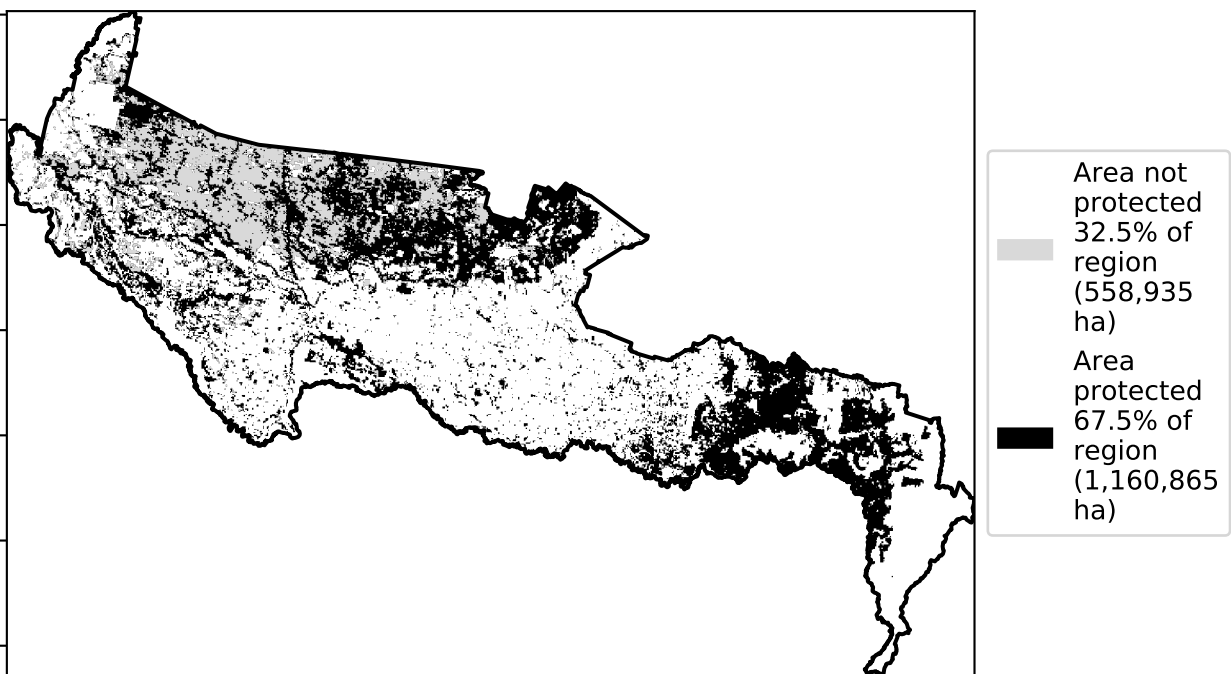 Area not
protected
32.5% of
region
(558,935
ha)
Area
protected
67.5% of
region
(1,160,865
ha)